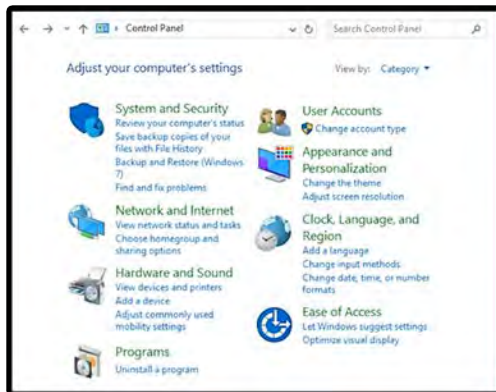 Control Panel
Search Control Panel
Adjust your computer's settings
View by: Category
System and Security
Review your computer's status
Save backup copies of your
files with File History
Backup and Restore (Windows
7)
Find and fix problems
Network and Internet
View network status and tasks
Choose homegroup and
sharing options
Hardware and Sound
View devices and printers
Add a device
Adjust commonly used
mobility settings
Programs
Uninstall a program
User Accounts
Change account type
Appearance and
Personalization
Change the theme
Adjust screen resolution
Clock, Language, and
Region
Add a language
Change input methods
Change date, time, or number
formats
Ease of Access
Let Windows suggest settings
Optimize visual display